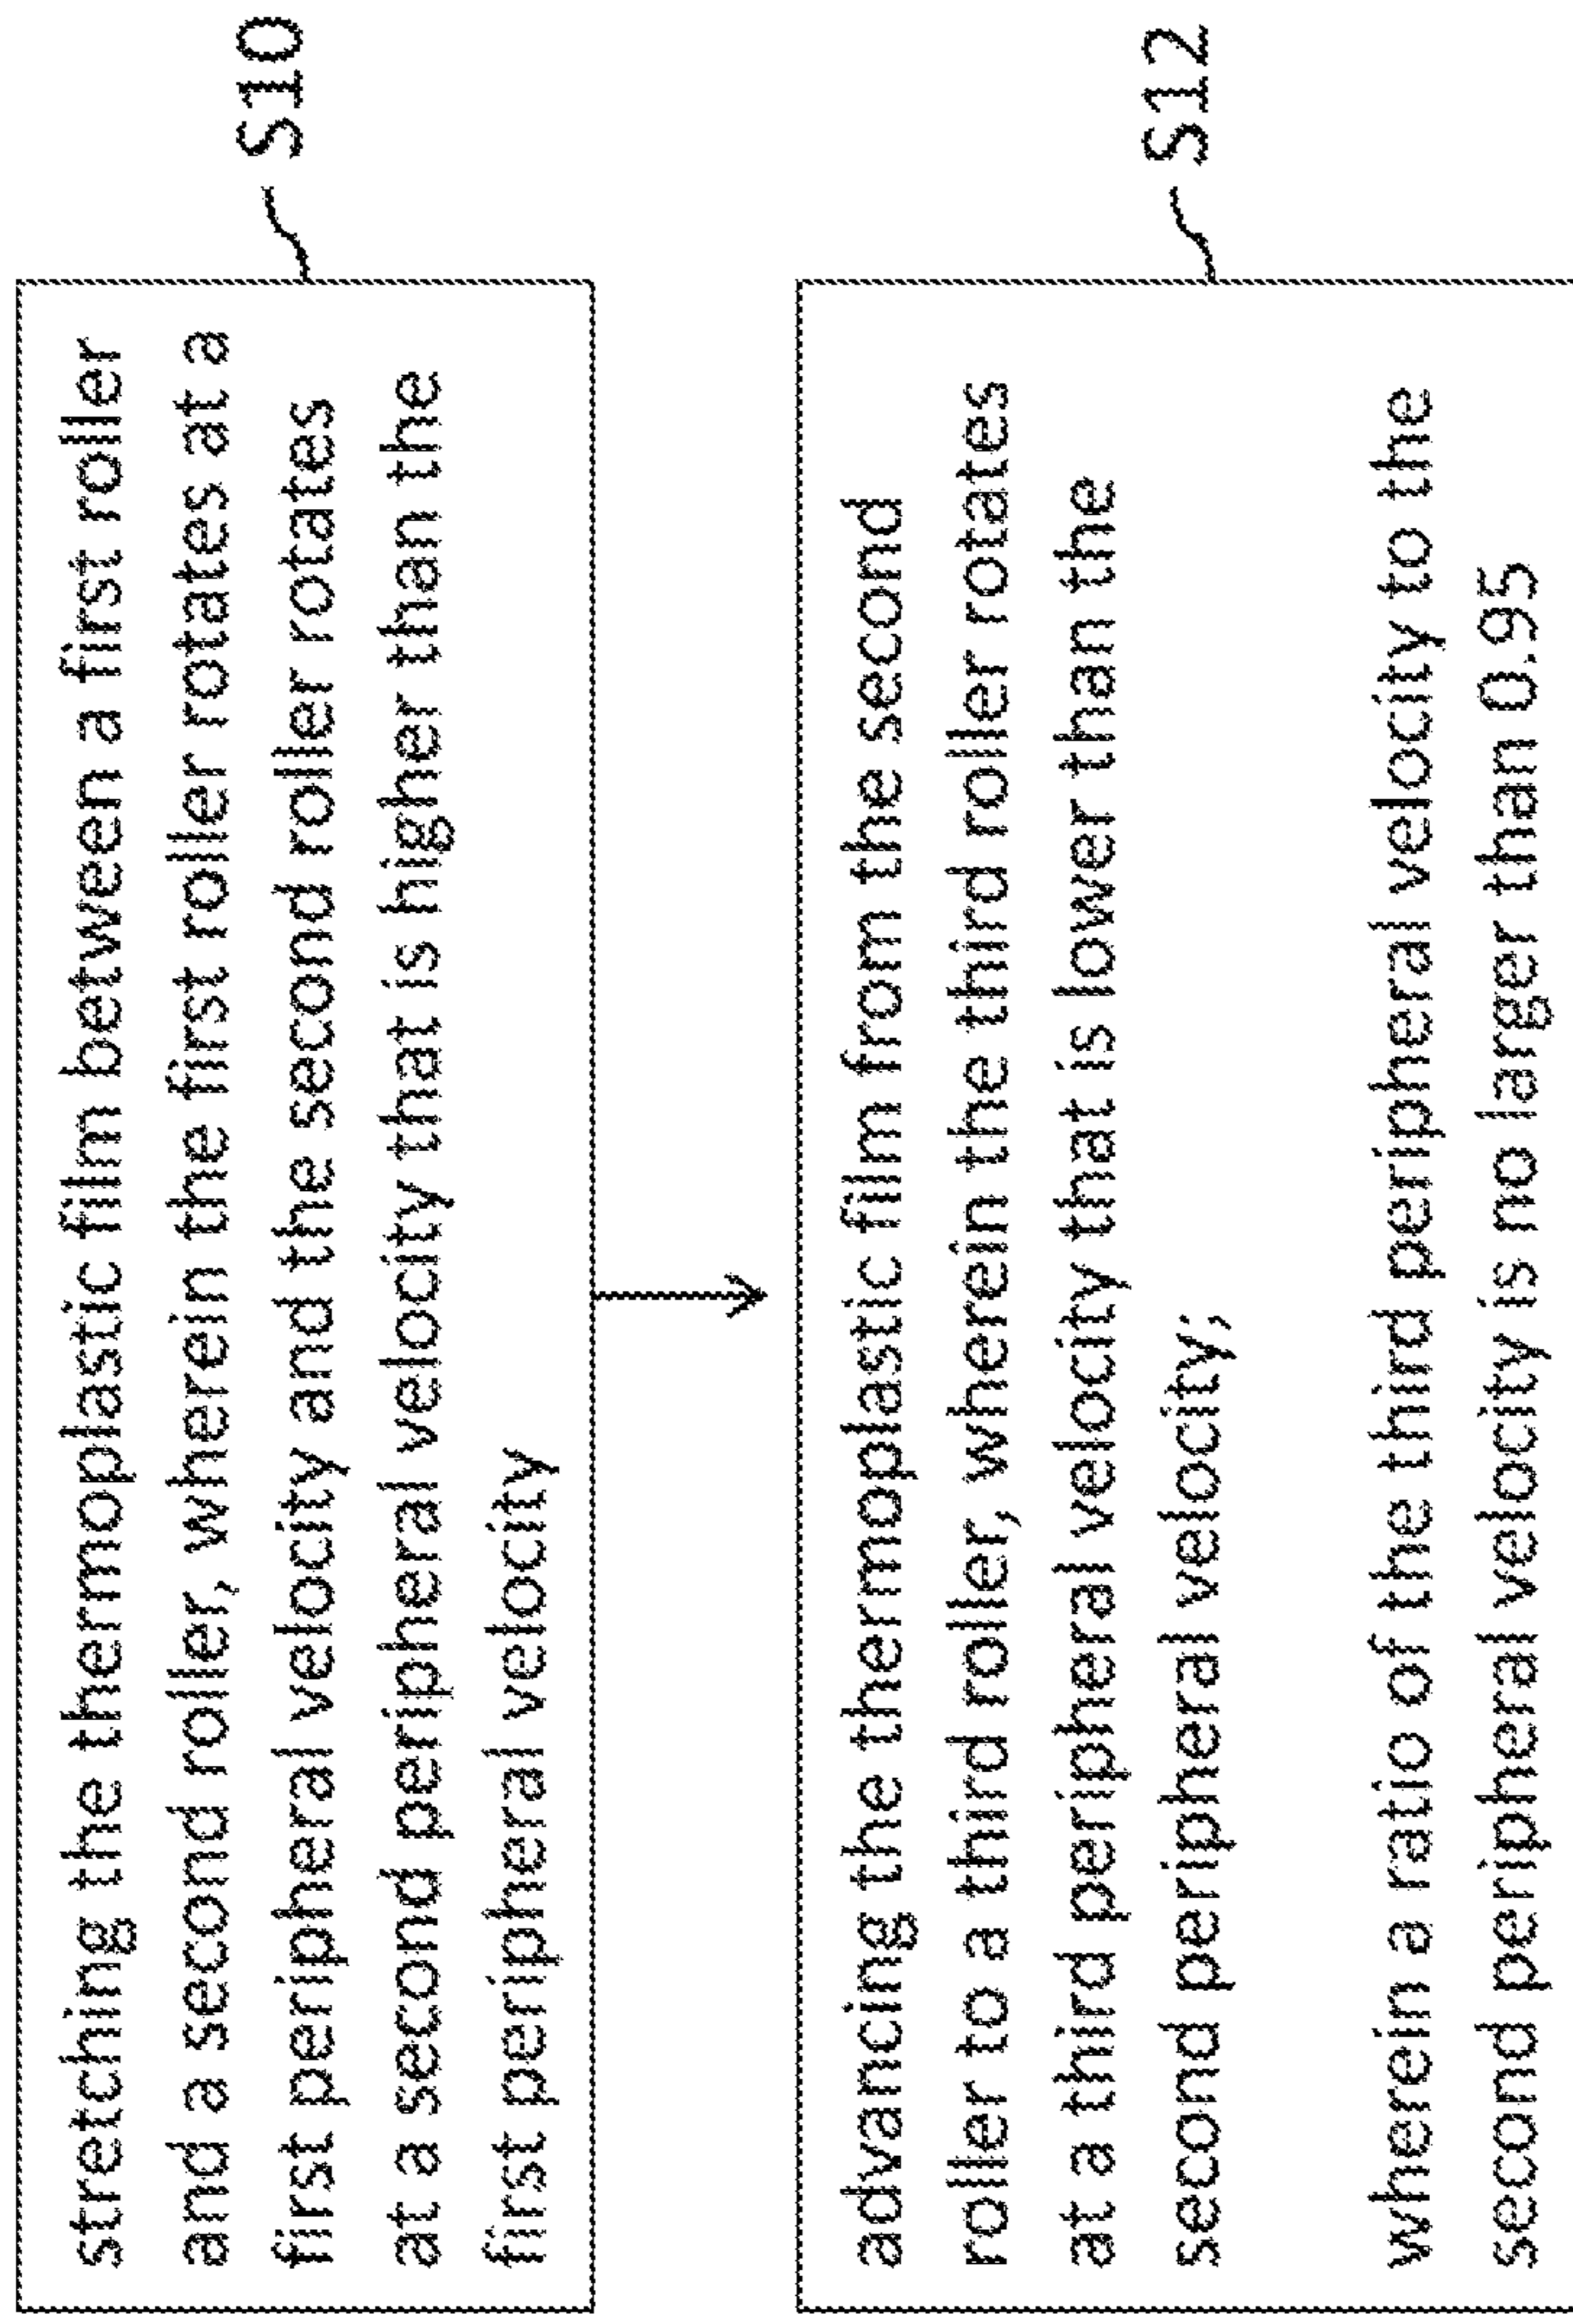 stretching the thermoplastic film between a first roller
and a second roller, wherein the first roller rotates at a
first peripheral velocity and the second roller rotates
at a second peripheral velocity that is higher than the
first peripheral velocity
S10
advancing the thermoplastic film from the second
roller to a third roller, wherein the third roller rotates
at a third peripheral velocity that is lower than the
second peripheral velocity;
wherein a ratio of the third peripheral velocity to the
second peripheral velocity is no larger than 0.95
S12